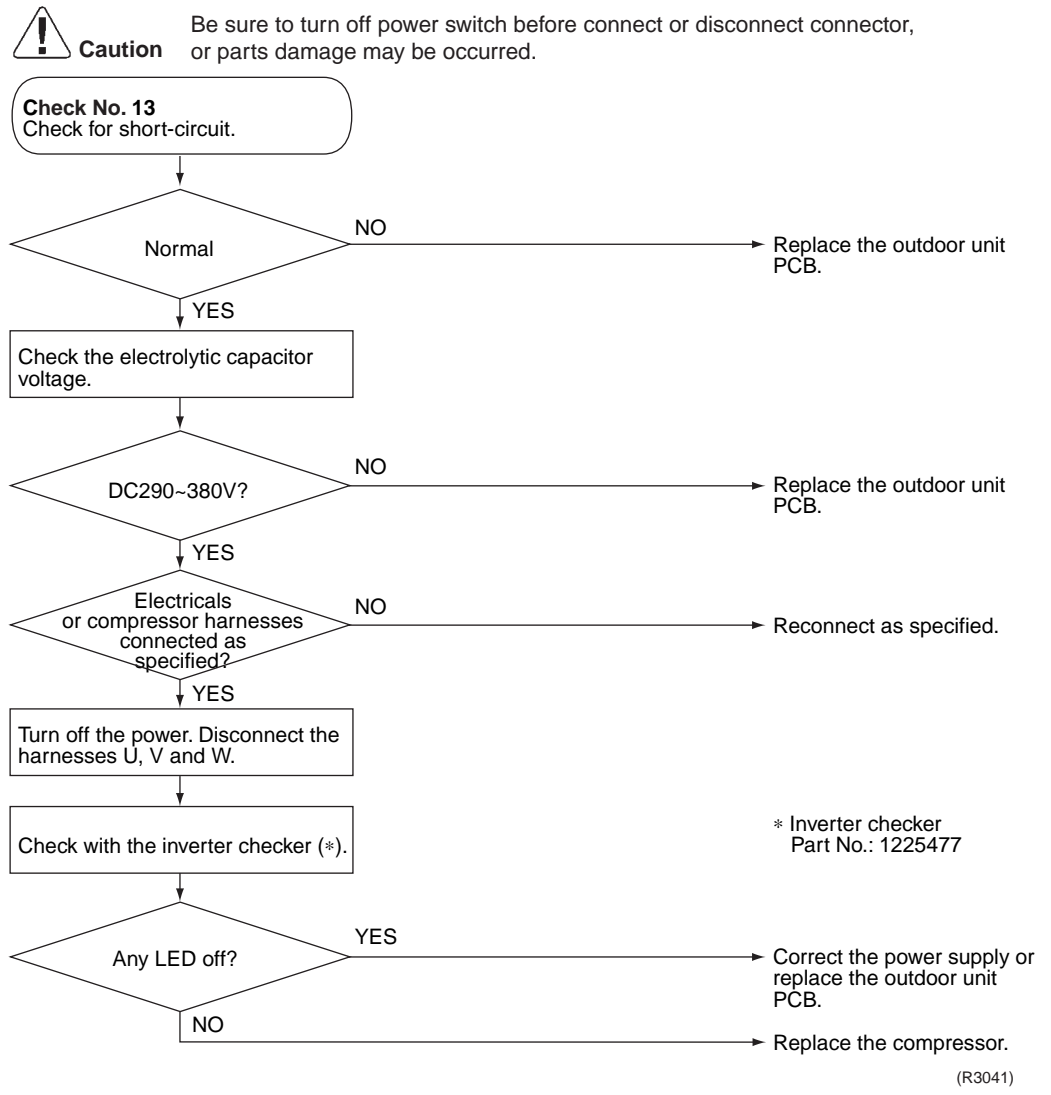 Be sure to turn off power switch before connect or disconnect connector,
Caution or parts damage may be occurred.
Check No. 13
Check for short-circuit.
Normal
NO
Replace the outdoor unit
PCB.
YES
Check the electrolytic capacitor
voltage.
DC290~380V?
NO
Replace the outdoor unit
PCB.
YES
Electricals
or compressor harnesses
connected as
specified?
NO
Reconnect as specified.
YES
Turn off the power. Disconnect the
harnesses U, V and W.
Check with the inverter checker (*).
* Inverter checker
Part No.: 1225477
Any LED off?
YES
Correct the power supply or
replace the outdoor unit
PCB.
NO
Replace the compressor.
(R3041)